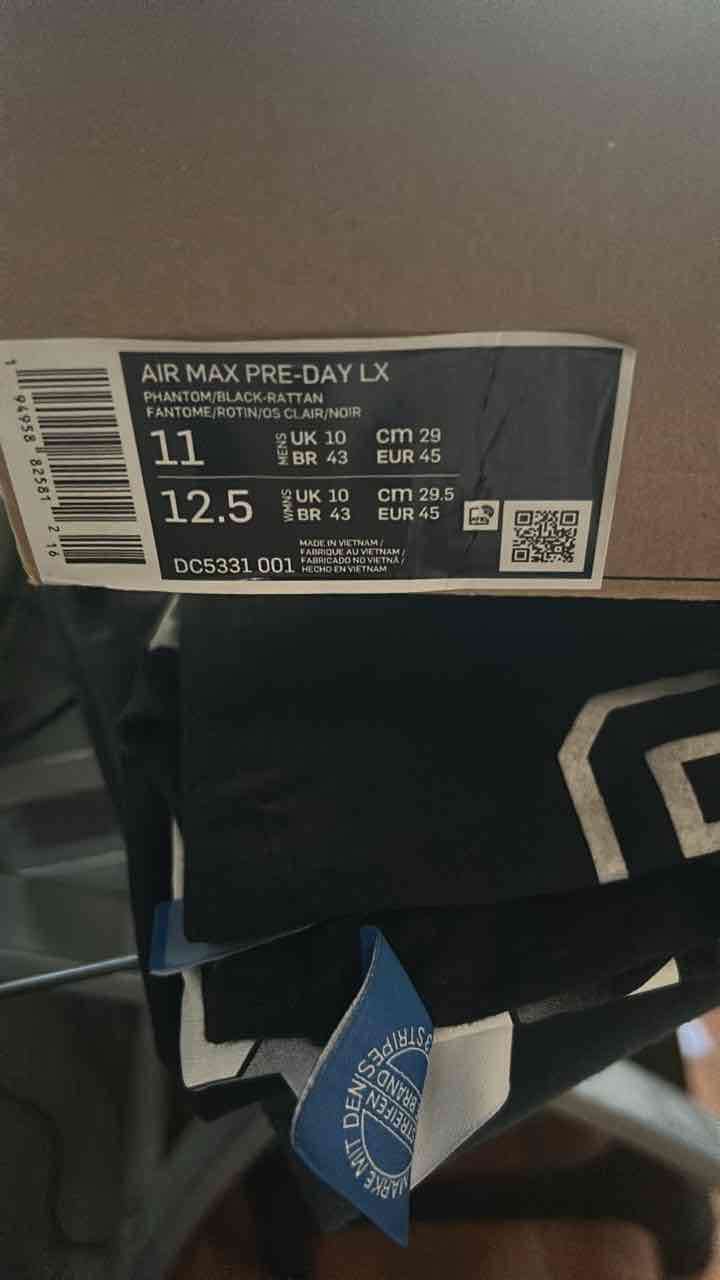 AIR MAX PRE-DAY LX
PHANTOM/BLACK-RATTAN
FANTOME/ROTIN/OS CLAIR/NOIR
11 MENS UK 10 cm 29
BR 43 EUR 45
12.5 WMNS UK 10 cm 29.5
BR 43 EUR 45
MADE IN VIETNAM /
FABRIQUE AU VIETNAM /
FABRICADO NO VIETNÃ /
HECHO EN VIETNAM
DC5331 001
1 94958 82581 2 16
MARKE MIT DEN
STREIFEN
BRAND
3 STRIPES